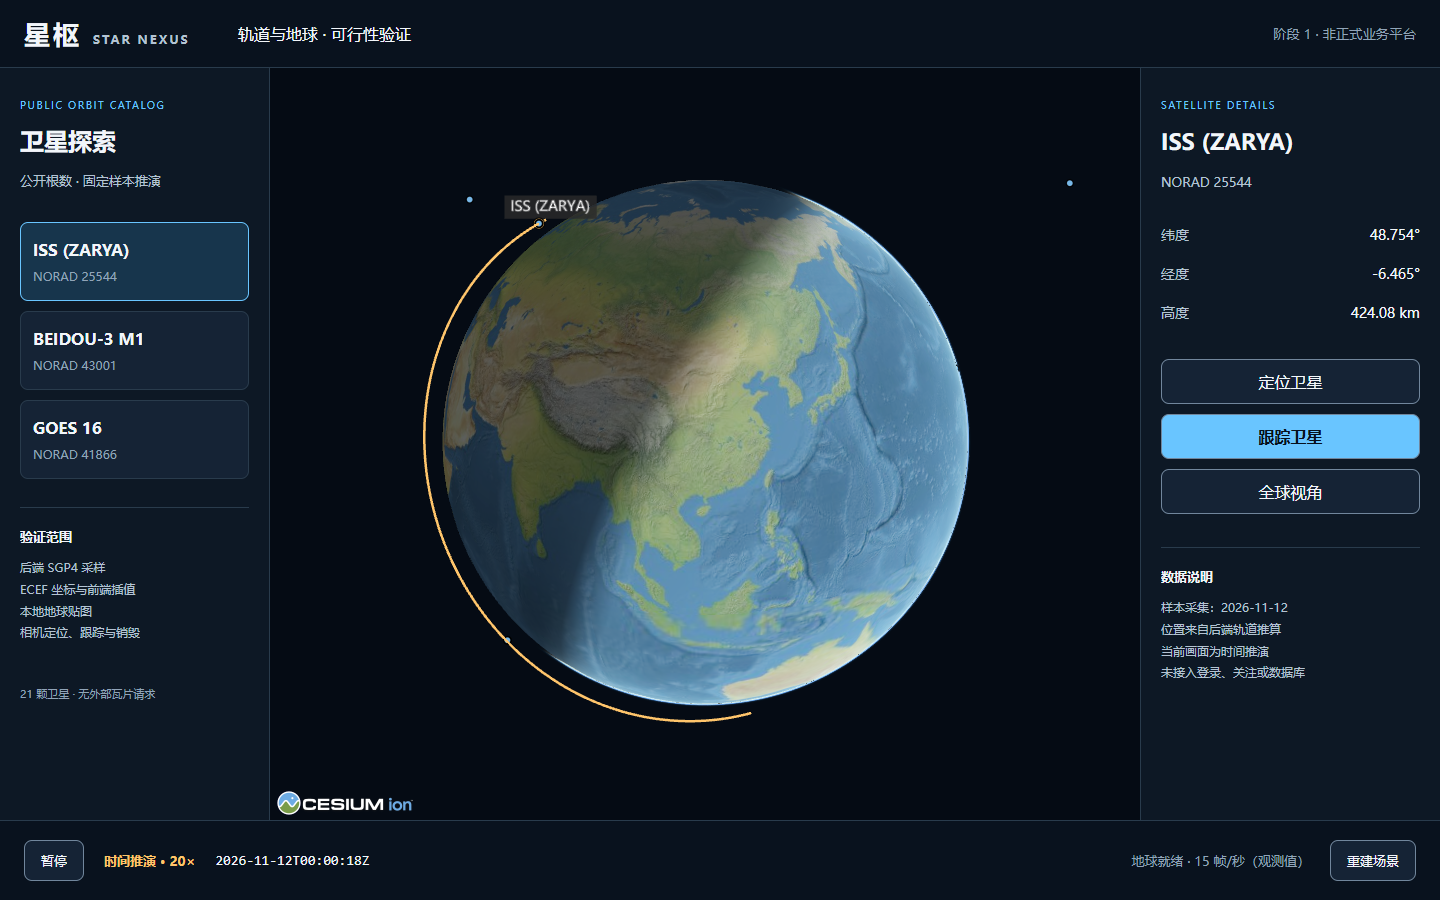 星枢 STAR NEXUS
轨道与地球 · 可行性验证
阶段 1 · 非正式业务平台
PUBLIC ORBIT CATALOG
卫星探索
公开根数 · 固定样本推演
ISS (ZARYA)
NORAD 25544
BEIDOU-3 M1
NORAD 43001
GOES 16
NORAD 41866
验证范围
后端 SGP4 采样
ECEF 坐标与前端插值
本地地球贴图
相机定位、跟踪与销毁
21 颗卫星 · 无外部瓦片请求
ISS (ZARYA)
CESIUM ion
SATELLITE DETAILS
ISS (ZARYA)
NORAD 25544
纬度 48.754°
经度 -6.465°
高度 424.08 km
定位卫星
跟踪卫星
全球视角
数据说明
样本采集：2026-11-12
位置来自后端轨道推算
当前画面为时间推演
未接入登录、关注或数据库
暂停
时间推演 • 20×
2026-11-12T00:00:18Z
地球就绪 · 15 帧/秒（观测值）
重建场景